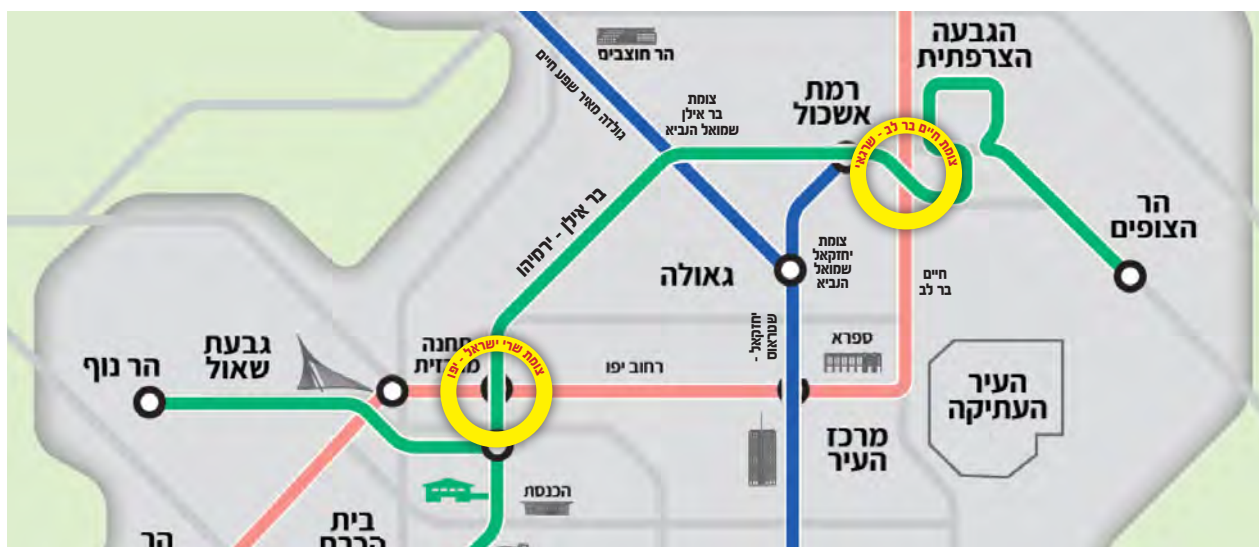 הגבעה
הצרפתית
הר חוצבים
גולדה מאיר שפע חיים
צומת
בר אילן
שמואל הנביא
רמת
אשכול
צומת חיים בר לב - שרגאי
הר
הצופים
בר אילן - ירמיהו
גאולה
צומת
יחזקאל
שמואל
הנביא
חיים
בר לב
יחזקאל -
שטראוס
ספרא
גבעת
שאול
הר נוף
תחנה
מרכזית
צומת שרי ישראל - יפו
רחוב יפו
העיר
העתיקה
מרכז
העיר
הכנסת
בית
הכרם
הר